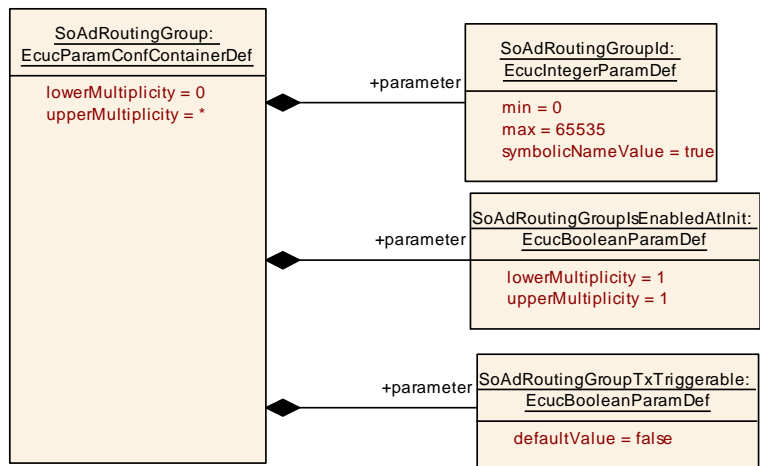 SoAdRoutingGroup:
EcucParamConfContainerDef
lowerMultiplicity = 0
upperMultiplicity = *
+parameter
SoAdRoutingGroupId:
EcucIntegerParamDef
min = 0
max = 65535
symbolicNameValue = true
+parameter
SoAdRoutingGroupIsEnabledAtInit:
EcucBooleanParamDef
lowerMultiplicity = 1
upperMultiplicity = 1
+parameter
SoAdRoutingGroupTxTriggerable:
EcucBooleanParamDef
defaultValue = false